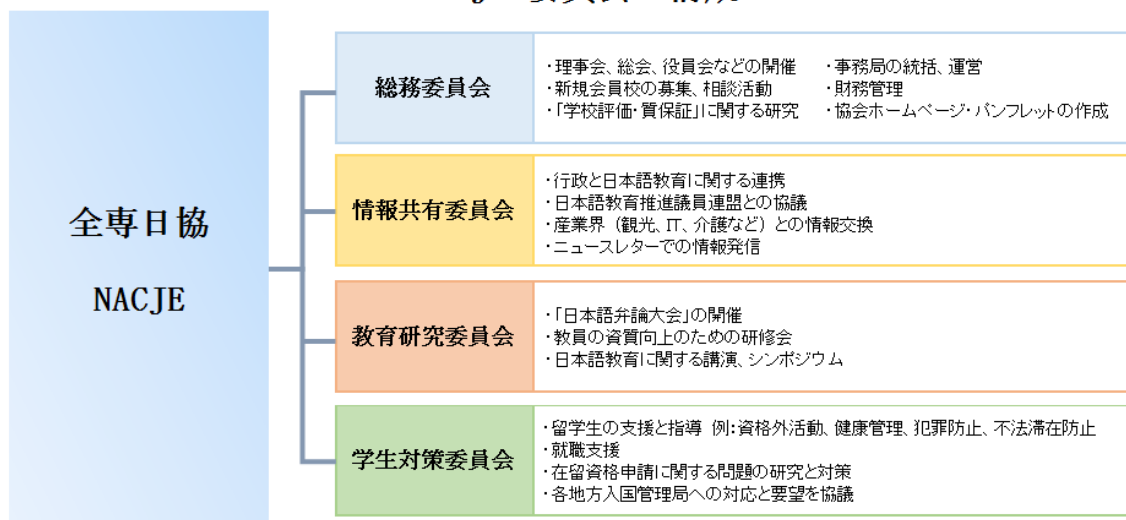 全専日協
NACJE
総務委員会
・理事会、総会、役員会などの開催
・新規会員校の募集、相談活動
・「学校評価・質保証」に関する研究
・事務局の統括、運営
・財務管理
・協会ホームページ・パンフレットの作成
情報共有委員会
・行政と日本語教育に関する連携
・日本語教育推進議員連盟との協議
・産業界（観光、IT、介護など）との情報交換
・ニュースレターでの情報発信
教育研究委員会
・「日本語弁論大会」の開催
・教員の資質向上のための研修会
・日本語教育に関する講演、シンポジウム
学生対策委員会
・留学生の支援と指導 例：資格外活動、健康管理、犯罪防止、不法滞在防止
・就職支援
・在留資格申請に関する問題の研究と対策
・各地方入国管理局への対応と要望を協議